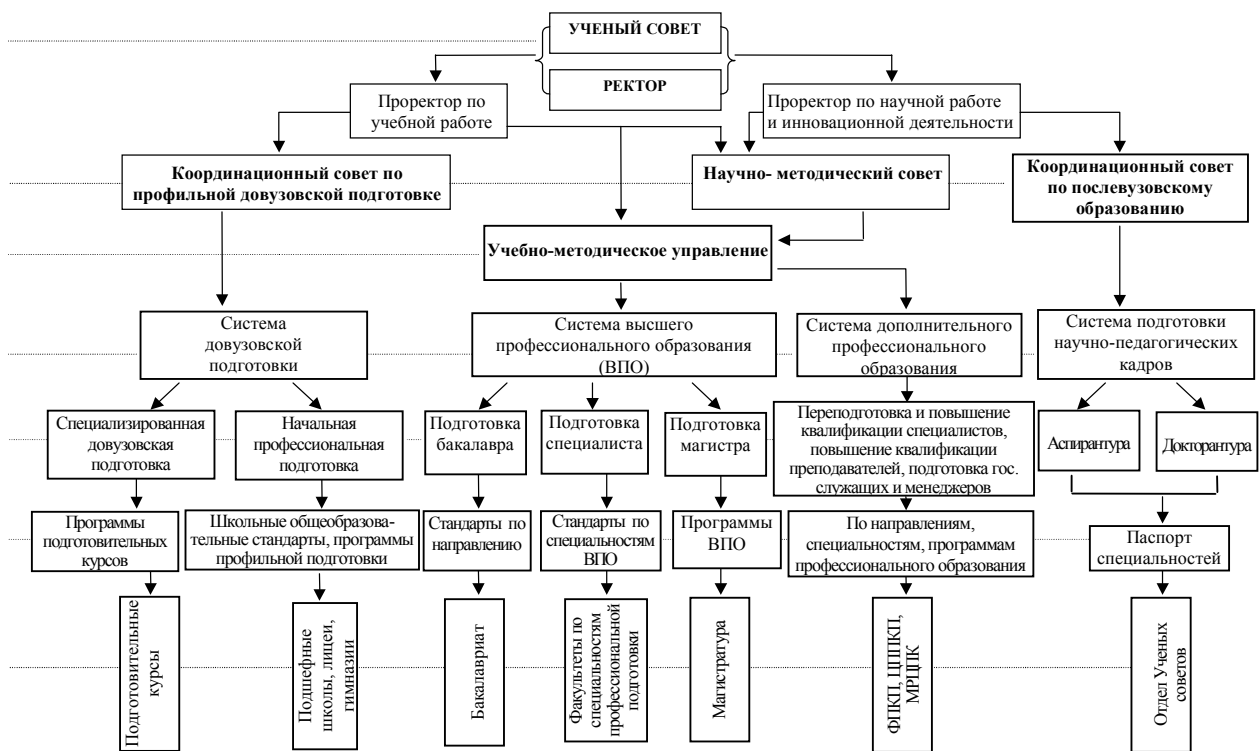 УЧЕНЫЙ СОВЕТ
РЕКТОР
Проректор по
учебной работе
Проректор по научной работе
и инновационной деятельности
Координационный совет по
профильной довузовской подготовке
Научно- методический совет
Координационный совет
по послевузовскому
образованию
Учебно-методическое управление
Система
довузовской
подготовки
Система высшего
профессионального образования
(ВПО)
Система дополнительного
профессионального
образования
Система подготовки
научно-педагогических
кадров
Специализированная
довузовская
подготовка
Начальная
профессиональная
подготовка
Подготовка
бакалавра
Подготовка
специалиста
Подготовка
магистра
Переподготовка и повышение
квалификации специалистов,
повышение квалификации
преподавателей, подготовка гос.
служащих и менеджеров
Аспирантура
Докторантура
Программы
подготовительных
курсов
Школьные общеобразова-
тельные стандарты, программы
профильной подготовки
Стандарты по
направлению
Стандарты по
специальностям
ВПО
Программы
ВПО
По направлениям,
специальностям, программам
профессионального образования
Паспорт
специальностей
Подготовительные
курсы
Подшефные
школы, лицеи,
гимназии
Бакалавриат
Факультеты по
специальностям
профессиональной
подготовки
Магистратура
ФПКП, ЦППКП,
МРЦПК
Отдел Ученых
советов